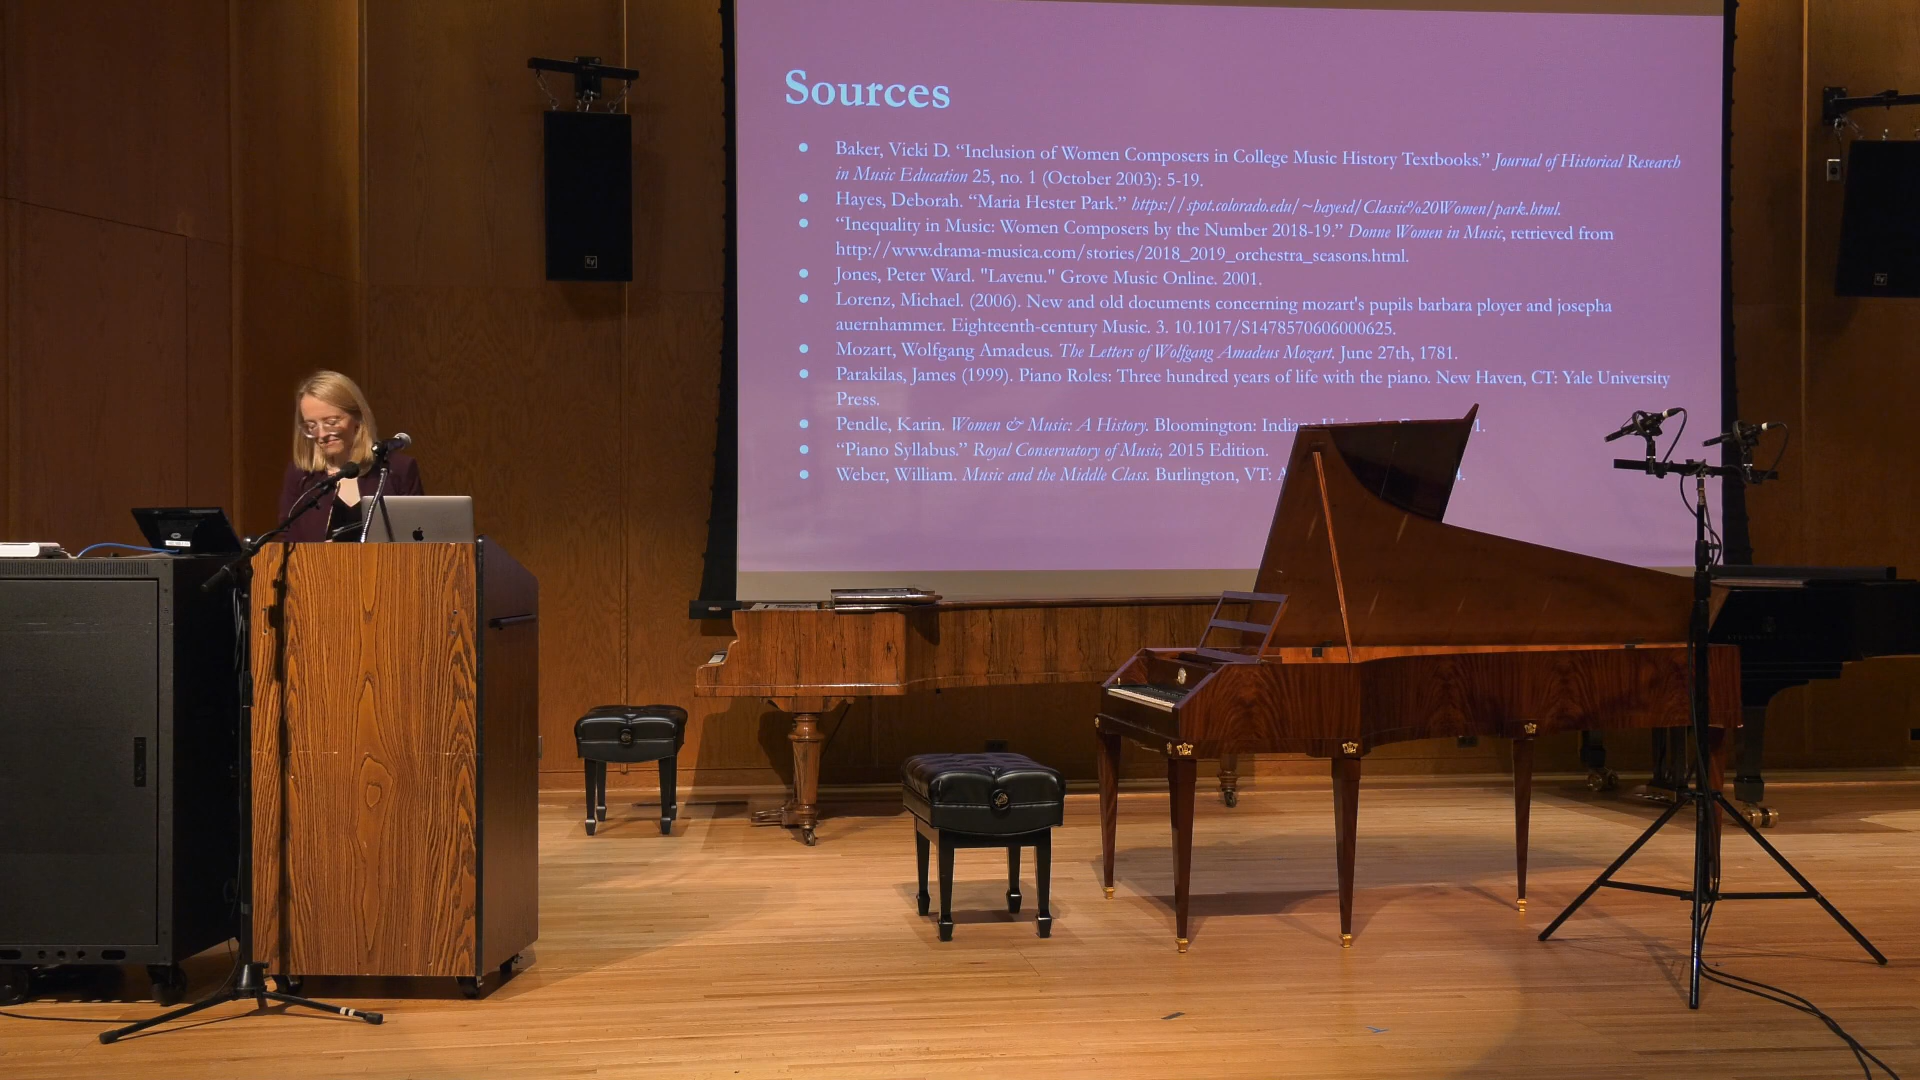 Sources
Baker, Vicki D. “Inclusion of Women Composers in College Music History Textbooks.” Journal of Historical Research
in Music Education 25, no. 1 (October 2003): 5-19.
Hayes, Deborah. “Maria Hester Park.” https://spot.colorado.edu/~hayesd/Classic%20Women/park.html.
“Inequality in Music: Women Composers by the Number 2018-19.” Donne Women in Music, retrieved from
http://www.drama-musica.com/stories/2018_2019_orchestra_seasons.html.
Jones, Peter Ward. "Lavenu." Grove Music Online. 2001.
Lorenz, Michael. (2006). New and old documents concerning mozart's pupils barbara ployer and josepha
auernhammer. Eighteenth-century Music. 3. 10.1017/S1478570606000625.
Mozart, Wolfgang Amadeus. The Letters of Wolfgang Amadeus Mozart. June 27th, 1781.
Parakilas, James (1999). Piano Roles: Three hundred years of life with the piano. New Haven, CT: Yale University
Press.
Pendle, Karin. Women & Music: A History. Bloomington:
“Piano Syllabus.” Royal Conservatory of Music, 2015 Edition.
Weber, William. Music and the Middle Class. Burlington, VT:
EV